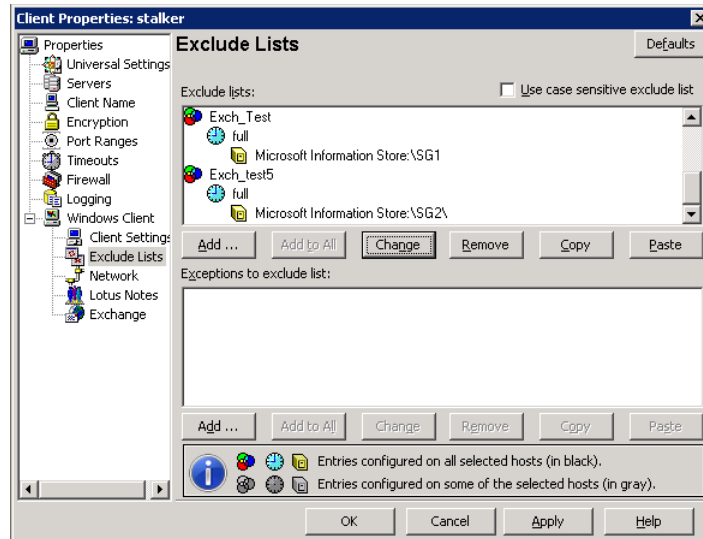 Client Properties: stalker
Properties
Universal Settings
Servers
Client Name
Encryption
Port Ranges
Timeouts
Firewall
Logging
Windows Client
Client Settings
Exclude Lists
Network
Lotus Notes
Exchange
Exclude Lists
Defaults
Exclude lists:
Use case sensitive exclude list
Exch_Test
full
Microsoft Information Store:\SG1
Exch_test5
full
Microsoft Information Store:\SG2\
Add ... Add to All Change Remove Copy Paste
Exceptions to exclude list:
Add ... Add to All Change Remove Copy Paste
Entries configured on all selected hosts (in black).
Entries configured on some of the selected hosts (in gray).
OK Cancel Apply Help